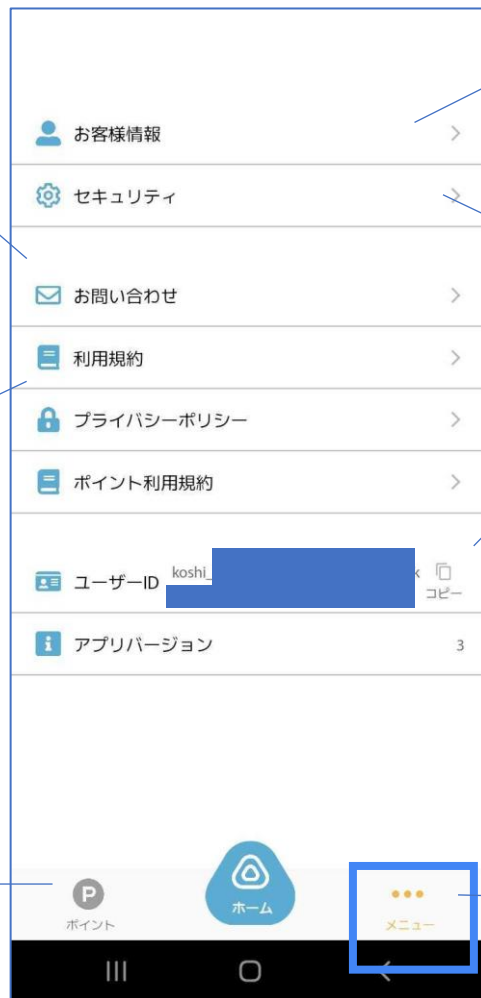 お客様情報
セキュリティ
お問い合わせ
利用規約
プライバシーポリシー
ポイント利用規約
ユーザーID koshi_ k
コピー
アプリバージョン 3
P
ポイント
ホーム
メニュー